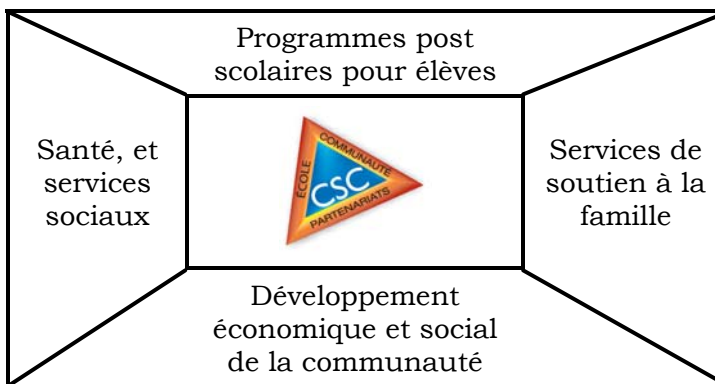 Programmes post
scolaires pour élèves
Santé, et
services
sociaux
ÉCOLE
COMMUNAUTÉ
CSC
PARTENARIATS
Services de
soutien à la
famille
Développement
économique et social
de la communauté